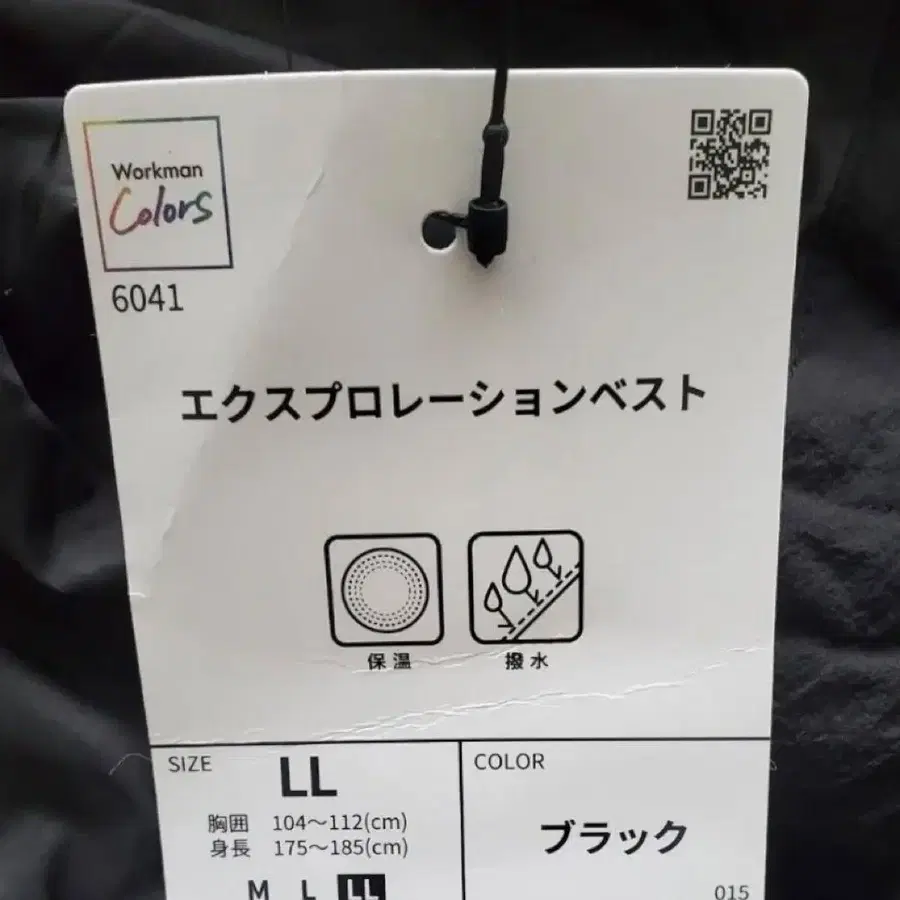 Workman
Colors
6041
エクスプロレーションベスト
保温
撥水
SIZE
LL
胸囲 104～112(cm)
身長 175～185(cm)
M L LL
COLOR
ブラック
015